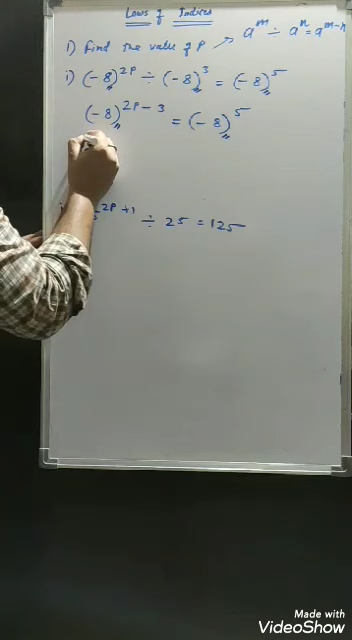 Laws of Indices
1) Find the value of P → a^m ÷ a^n = a^m-n
i) (-8)^2P ÷ (-8)^3 = (-8)^5
(-8)^2P-3 = (-8)^5
5^2P+1 ÷ 25 = 125
Made with
VideoShow